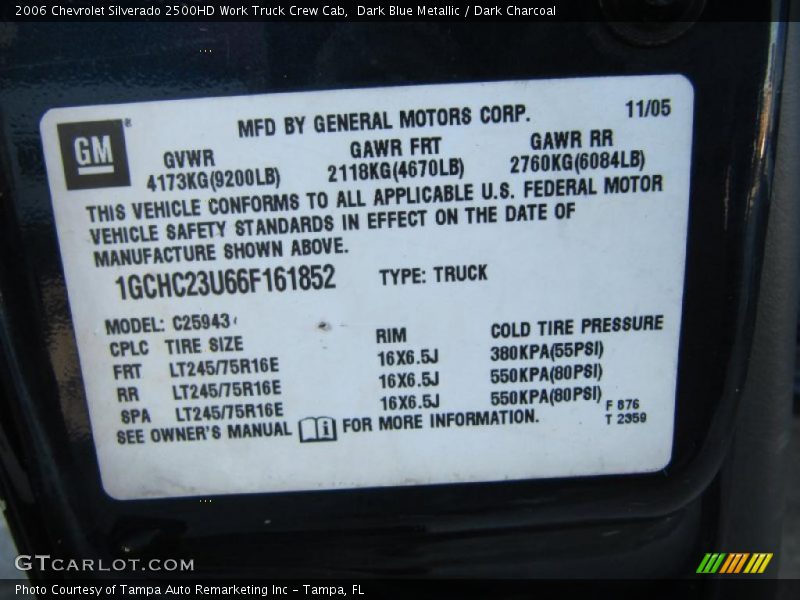 2006 Chevrolet Silverado 2500HD Work Truck Crew Cab,  Dark Blue Metallic / Dark Charcoal
GM®
MFD BY GENERAL MOTORS CORP. 11/05
GVWR GAWR FRT GAWR RR
4173KG(9200LB) 2118KG(4670LB) 2760KG(6084LB)
THIS VEHICLE CONFORMS TO ALL APPLICABLE U.S. FEDERAL MOTOR
VEHICLE SAFETY STANDARDS IN EFFECT ON THE DATE OF
MANUFACTURE SHOWN ABOVE.
1GCHC23U66F161852 TYPE: TRUCK
MODEL: C25943
CPLC TIRE SIZE RIM COLD TIRE PRESSURE
FRT LT245/75R16E 16X6.5J 380KPA(55PSI)
RR LT245/75R16E 16X6.5J 550KPA(80PSI)
SPA LT245/75R16E 16X6.5J 550KPA(80PSI)
SEE OWNER'S MANUAL i FOR MORE INFORMATION.
F 876
T 2359
GTCARLOT.COM
Photo Courtesy of Tampa Auto Remarketing Inc - Tampa, FL